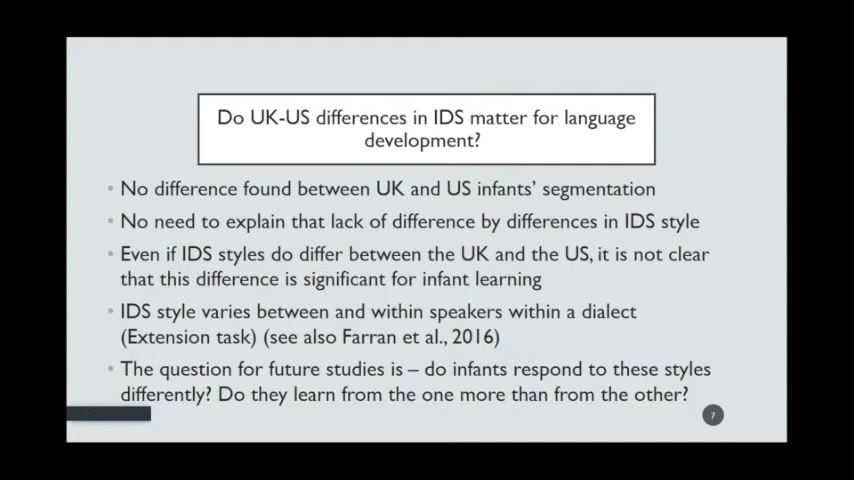 Do UK-US differences in IDS matter for language
development?
• No difference found between UK and US infants’ segmentation
• No need to explain that lack of difference by differences in IDS style
• Even if IDS styles do differ between the UK and the US, it is not clear
that this difference is significant for infant learning
• IDS style varies between and within speakers within a dialect
(Extension task) (see also Farran et al., 2016)
• The question for future studies is – do infants respond to these styles
differently? Do they learn from the one more than from the other?
7